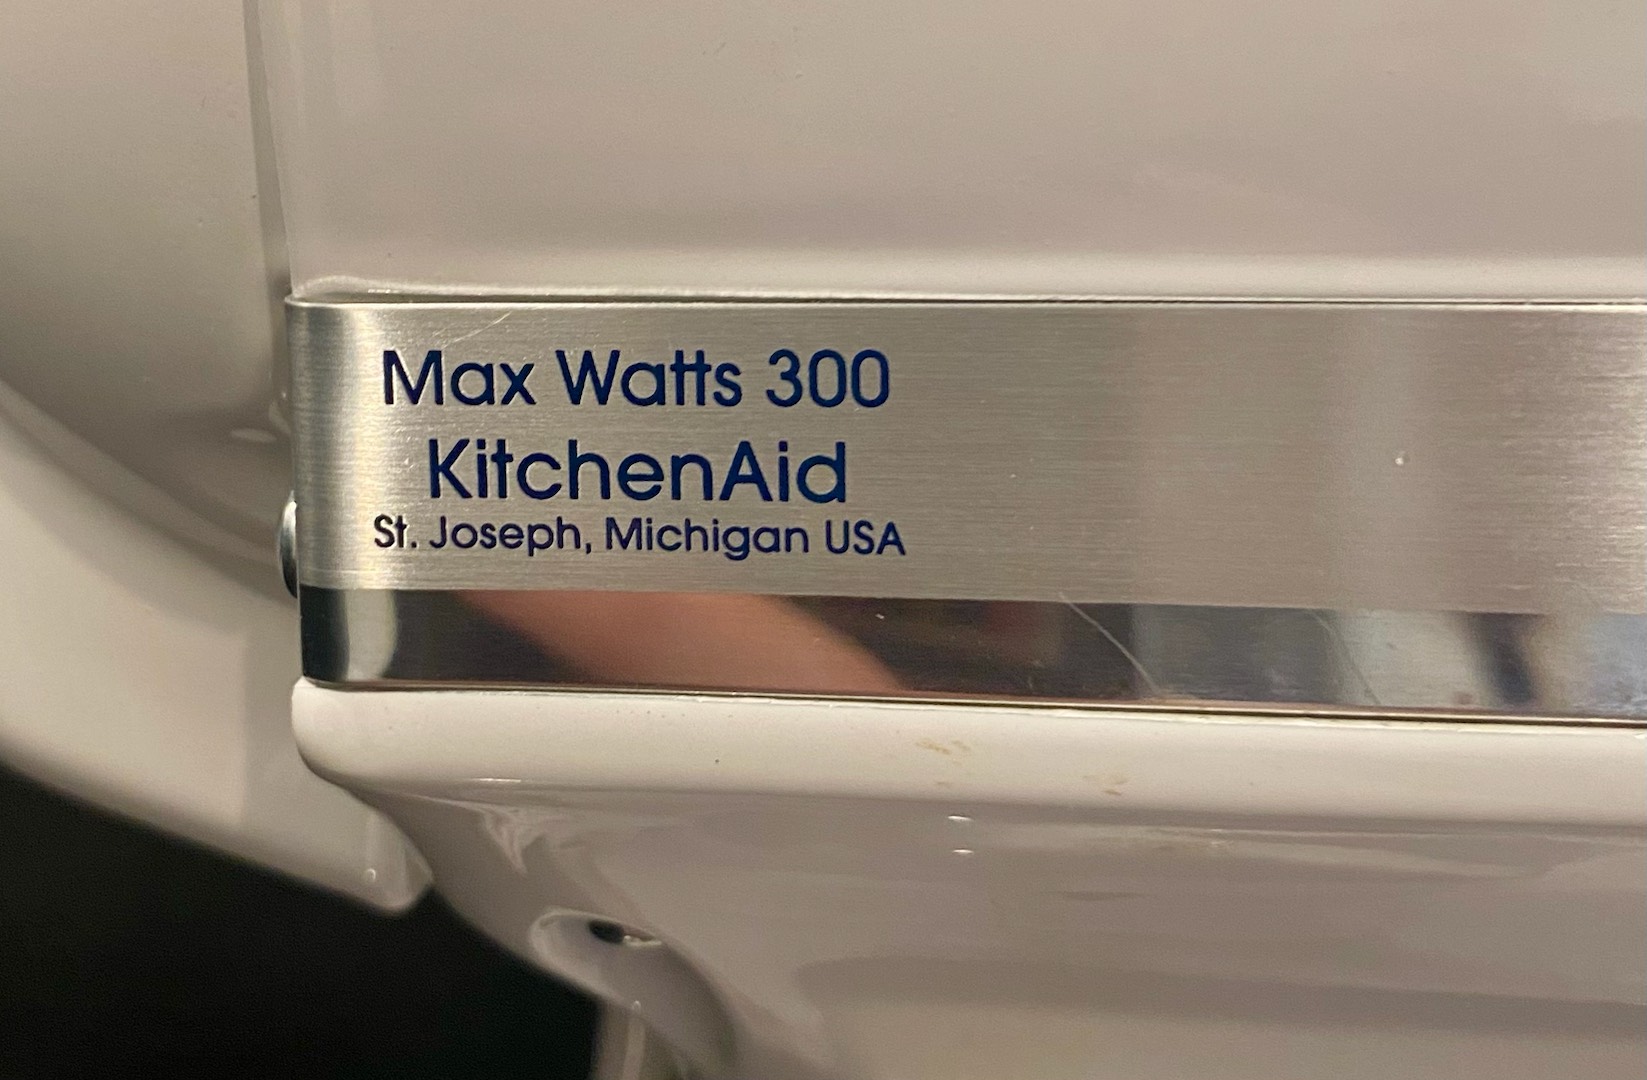 Max Watts 300
KitchenAid
St. Joseph, Michigan USA